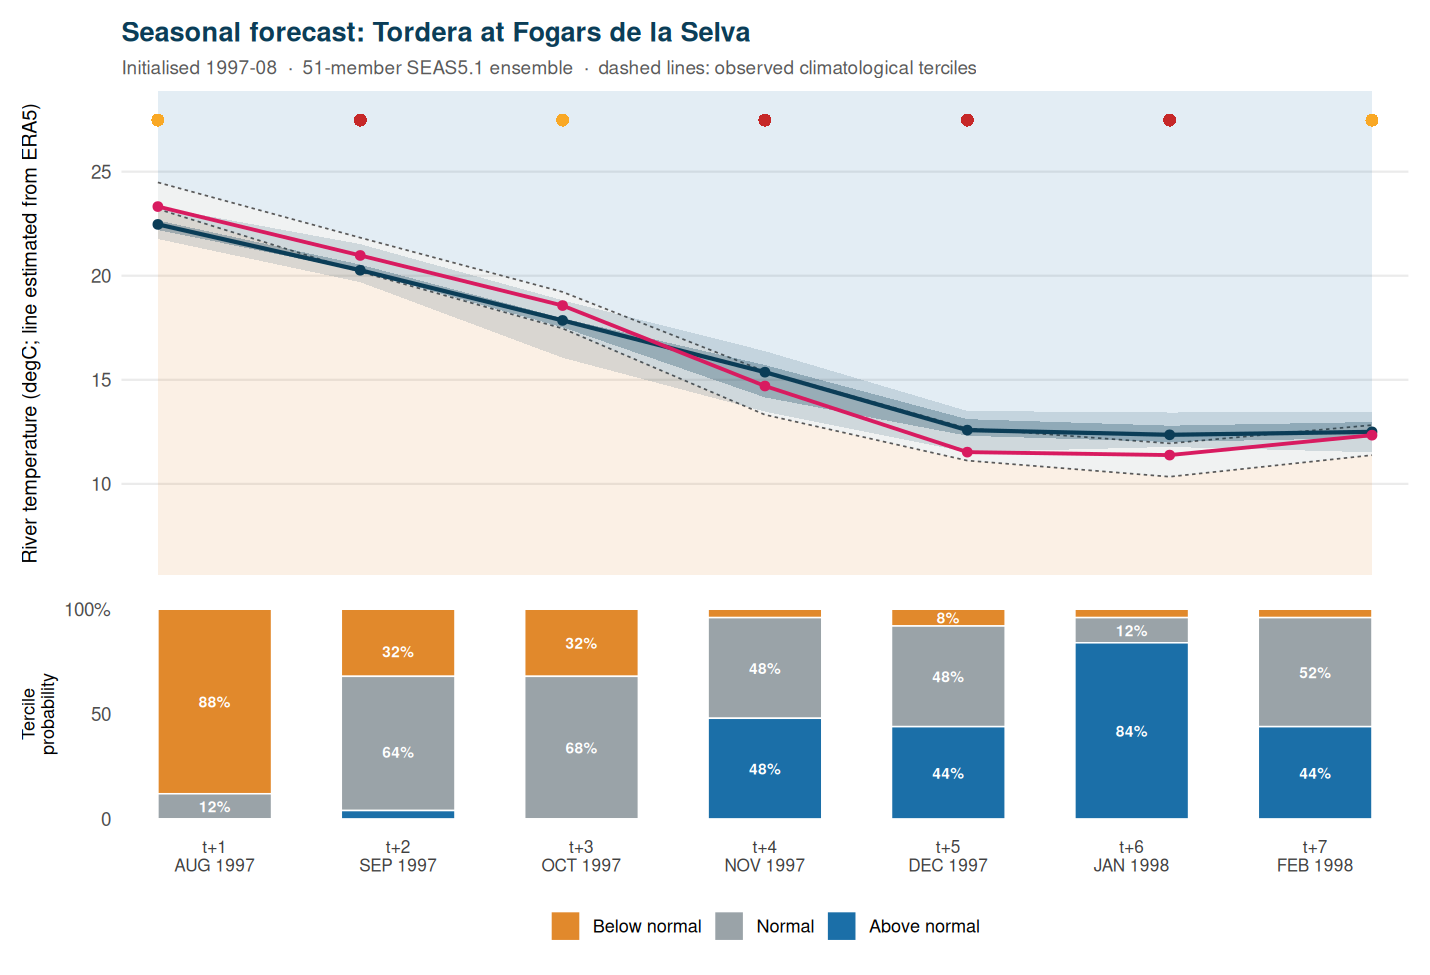 Seasonal forecast: Tordera at Fogars de la Selva
Initialised 1997-08 · 51-member SEAS5.1 ensemble · dashed lines: observed climatological terciles
River temperature (degC; line estimated from ERA5)
25
20
15
10
Tercile
probability
100%
50
0
88%
12%
32%
64%
32%
68%
48%
48%
8%
48%
44%
12%
84%
52%
44%
t+1
AUG 1997
t+2
SEP 1997
t+3
OCT 1997
t+4
NOV 1997
t+5
DEC 1997
t+6
JAN 1998
t+7
FEB 1998
Below normal
Normal
Above normal